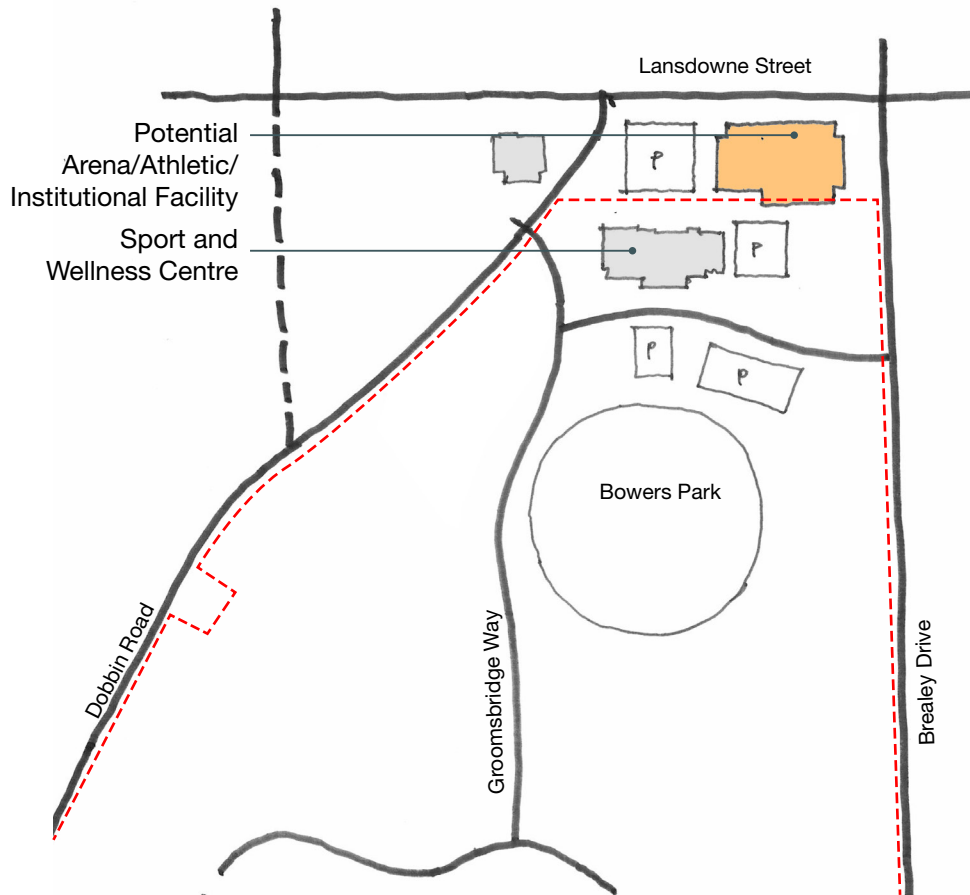 Lansdowne Street
Potential
Arena/Athletic/
Institutional Facility
P
Sport and
Wellness Centre
P
P
P
Bowers Park
Dobbin Road
Groomsbridge Way
Brealey Drive